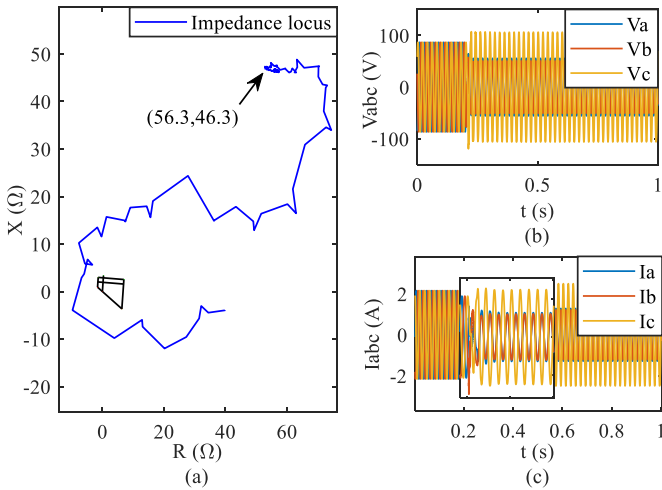 Impedance locus
50
40
30
20
10
0
-10
-20
X (Ω)
(56.3,46.3)
0
20
40
60
R (Ω)
(a)
Va
Vb
Vc
100
0
-100
Vabc (V)
0
0.5
1
t (s)
(b)
Ia
Ib
Ic
2
0
-2
Iabc (A)
0.2
0.4
0.6
0.8
1
t (s)
(c)